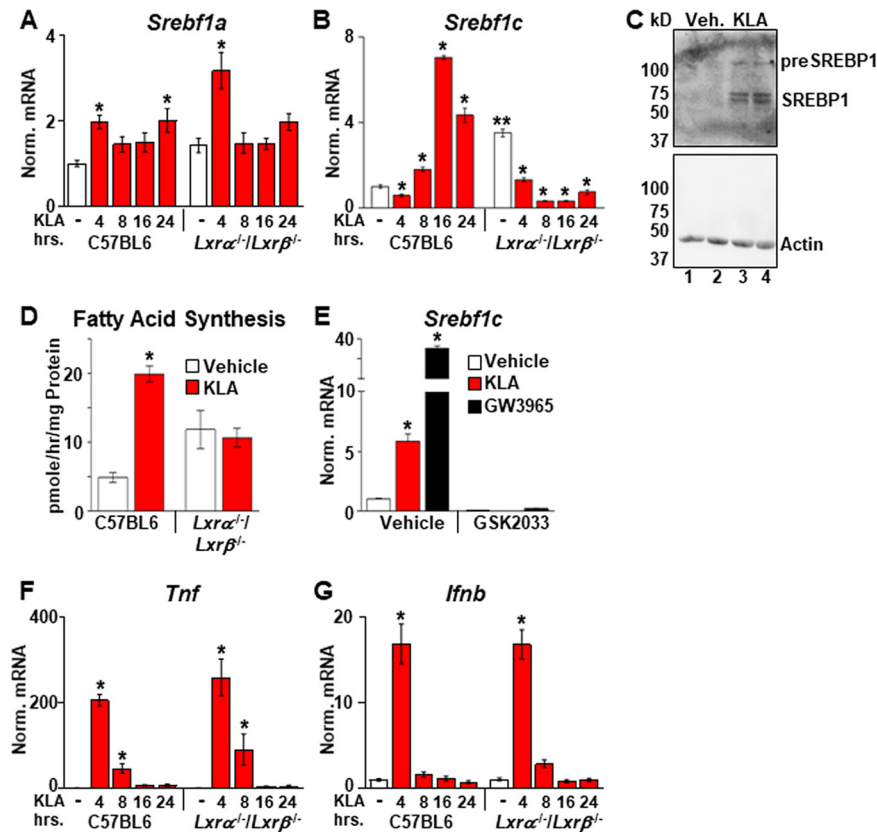 A
Srebf1a
Norm. mRNA
4
2
0
*
*
*
KLA
hrs.
- 4 8 16 24
- 4 8 16 24
C57BL6
Lxrα-/-/Lxrβ-/-
B
Srebf1c
Norm. mRNA
8
4
0
*
*
*
*
**
*
*
*
*
KLA
hrs.
- 4 8 16 24
- 4 8 16 24
C57BL6
Lxrα-/-/Lxrβ-/-
C
kD
Veh. KLA
100
75
50
37
preSREBP1
SREBP1
100
75
50
37
Actin
1 2 3 4
D
Fatty Acid Synthesis
pmole/hr/mg Protein
20
10
0
*
Vehicle
KLA
C57BL6
Lxrα-/-/
Lxrβ-/-
E
Srebf1c
Norm. mRNA
40
10
5
0
*
*
Vehicle
KLA
GW3965
Vehicle
GSK2033
F
Tnf
Norm. mRNA
400
200
0
*
*
*
*
KLA
hrs.
- 4 8 16 24
- 4 8 16 24
C57BL6
Lxrα-/-/Lxrβ-/-
G
Ifnb
Norm. mRNA
20
10
0
*
*
KLA
hrs.
- 4 8 16 24
- 4 8 16 24
C57BL6
Lxrα-/-/Lxrβ-/-